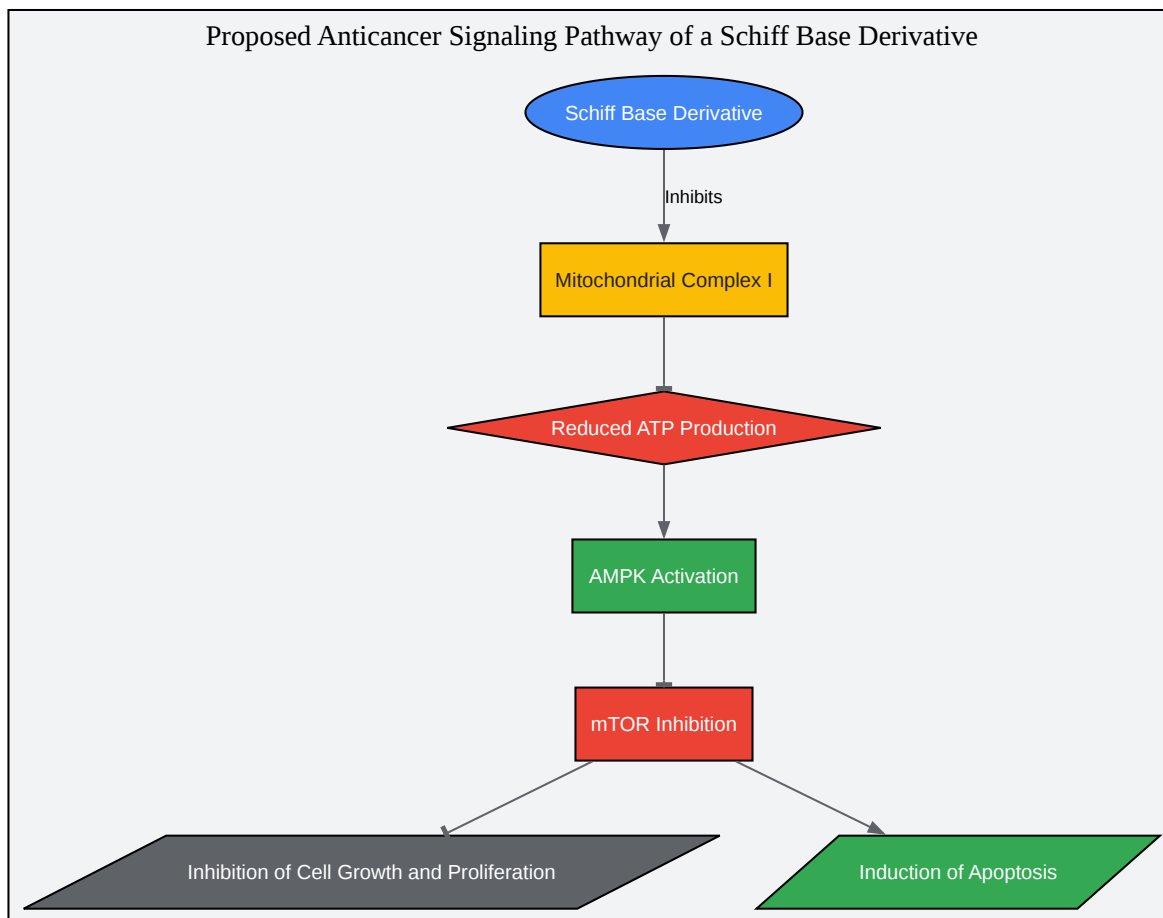 Proposed Anticancer Signaling Pathway of a Schiff Base Derivative
Schiff Base Derivative
Inhibits
Mitochondrial Complex I
Reduced ATP Production
AMPK Activation
mTOR Inhibition
Inhibition of Cell Growth and Proliferation
Induction of Apoptosis